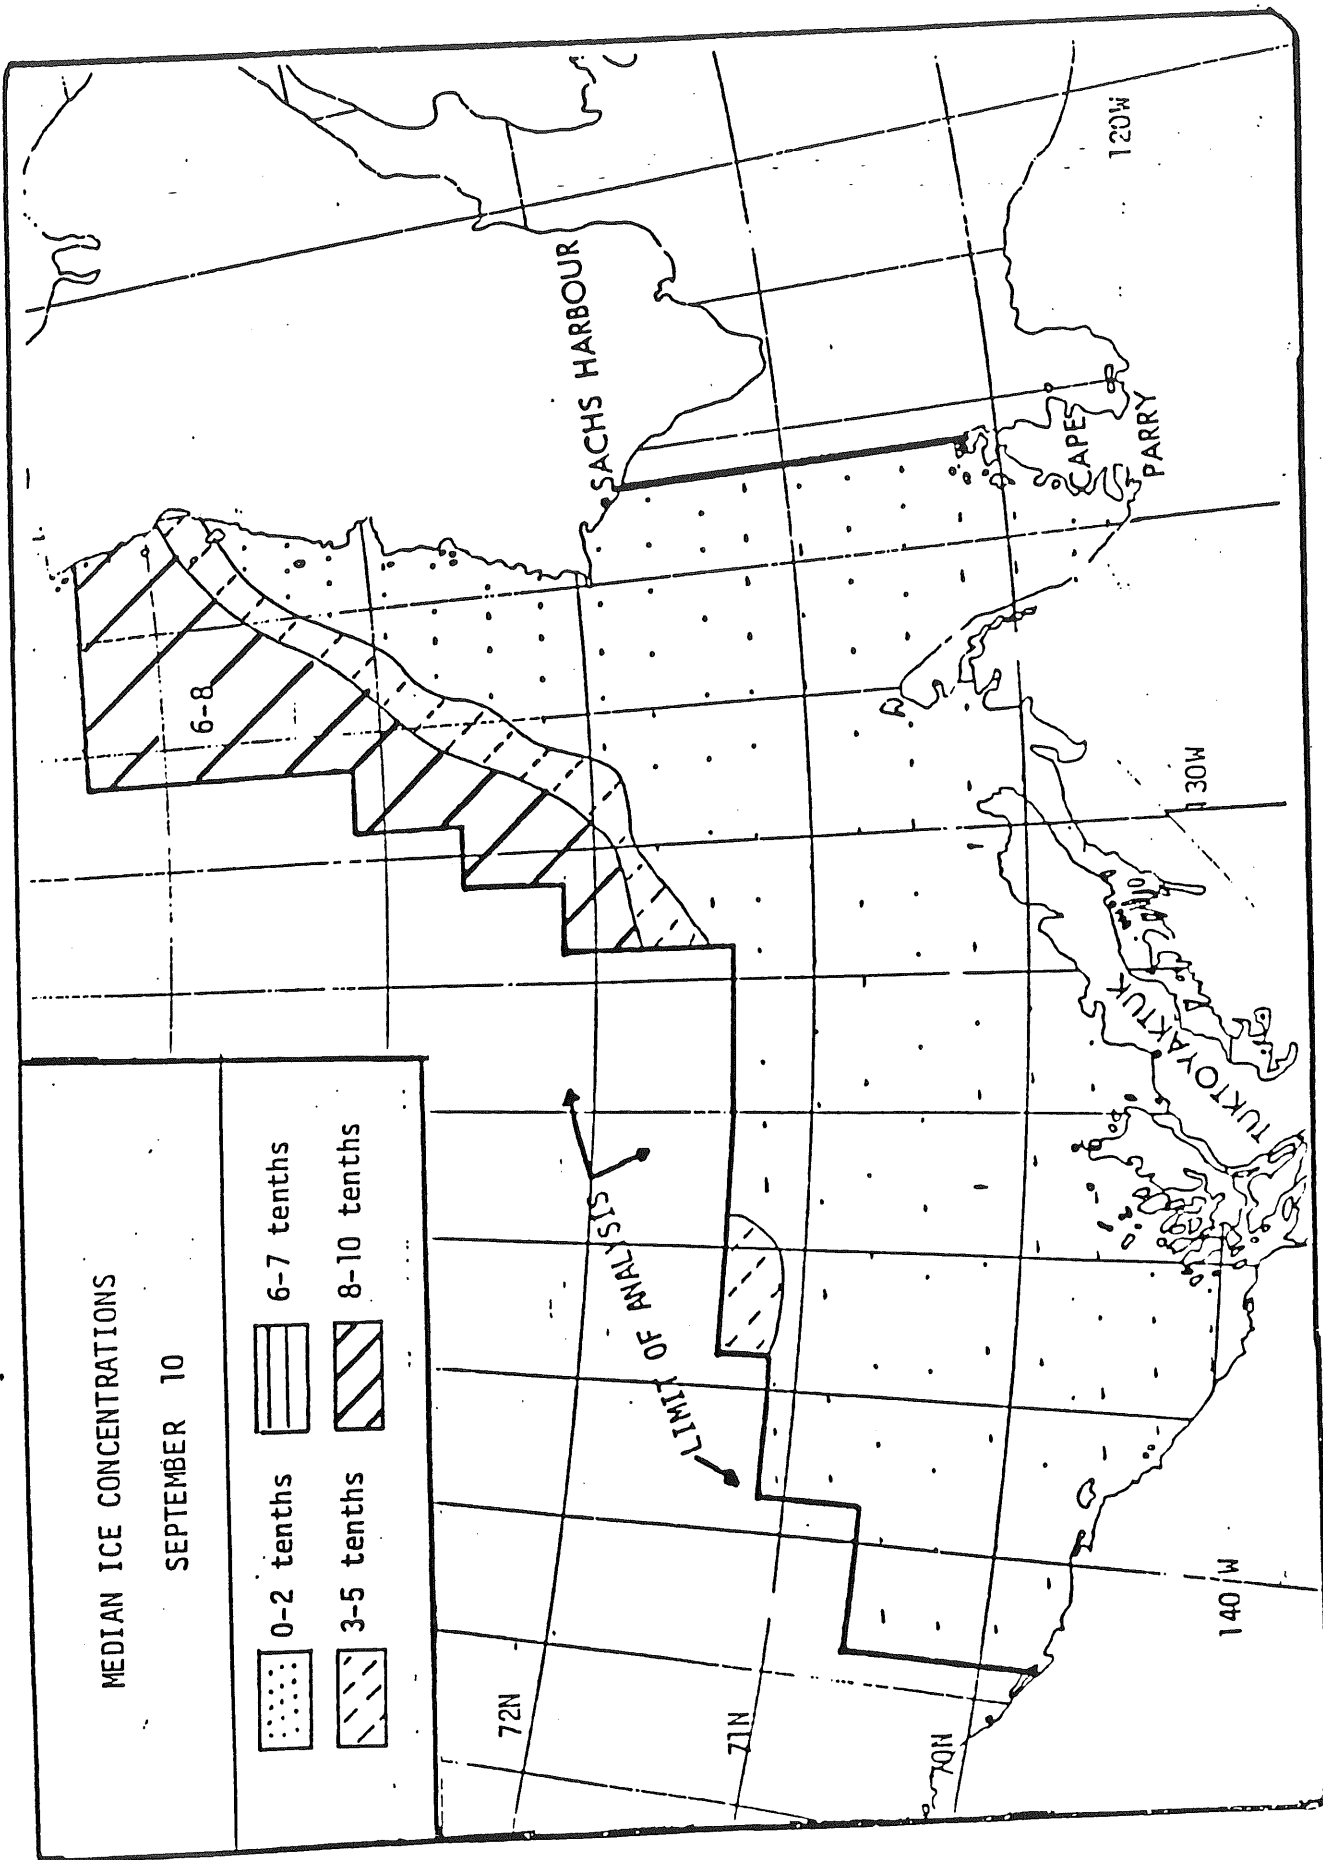 MEDIAN ICE CONCENTRATIONS
SEPTEMBER 10
0-2 tenths
6-7 tenths
3-5 tenths
8-10 tenths
6-8
SACHS HARBOUR
LIMIT OF ANALYSIS
72N
71N
70N
CAPE
PARRY
TUKTOYAKTUK
140 W
130W
120W